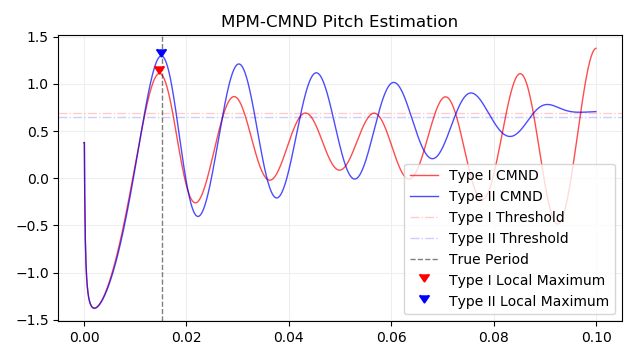 MPM-CMND Pitch Estimation
1.5
1.0
0.5
0.0
−0.5
−1.0
−1.5
Type I CMND
Type II CMND
Type I Threshold
Type II Threshold
True Period
Type I Local Maximum
Type II Local Maximum
0.00 0.02 0.04 0.06 0.08 0.10